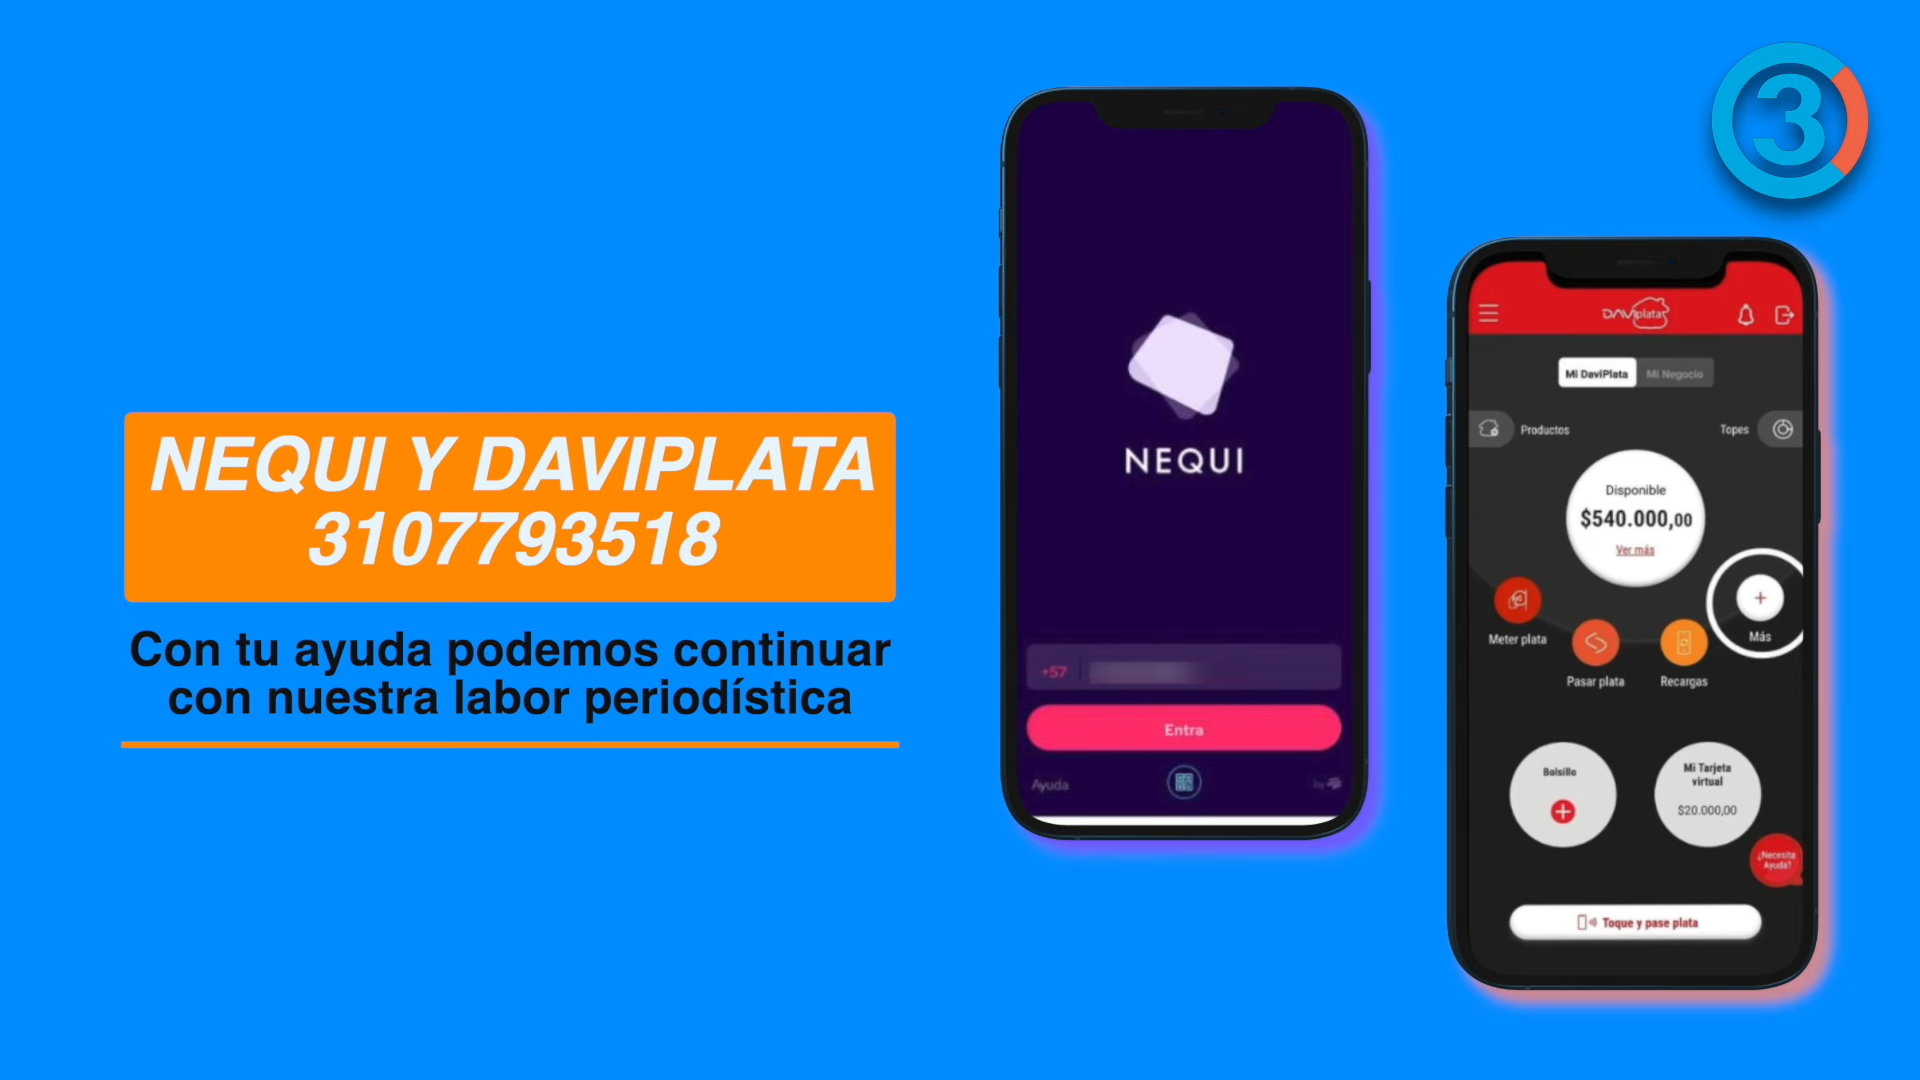 NEQUI Y DAVIPLATA
3107793518
Con tu ayuda podemos continuar
con nuestra labor periodística
NEQUI
+57
Entra
Ayuda
by
3
DAVIplata
Mi DaviPlata
Mi Negocio
Productos
Topes
Disponible
$540.000,00
Ver más
Más
Meter plata
Pasar plata
Recargas
Bolsillo
Mi Tarjeta
virtual
$20.000,00
¿Necesita
Ayuda?
Toque y pase plata